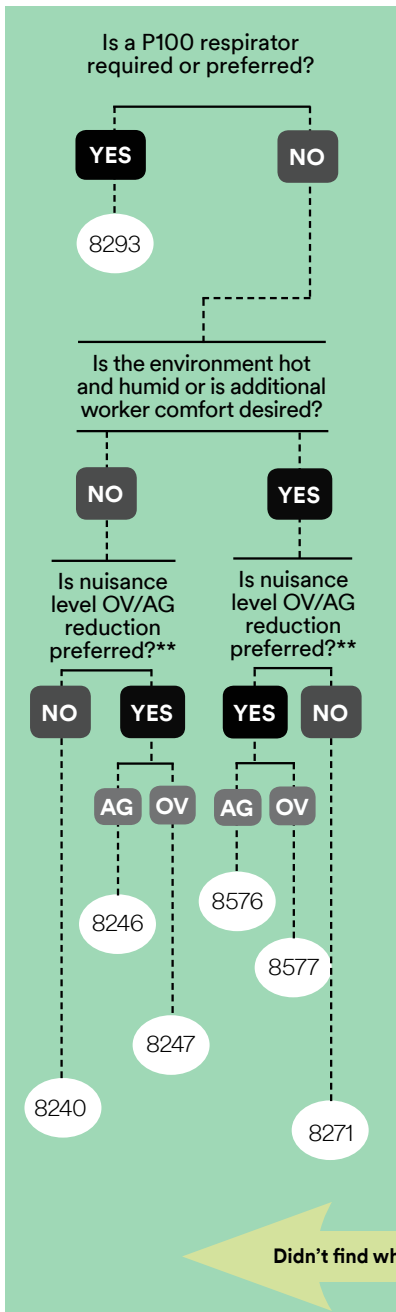 Is a P100 respirator
required or preferred?
YES
NO
8293
Is the environment hot
and humid or is additional
worker comfort desired?
NO
YES
Is nuisance
level OV/AG
reduction
preferred?**
Is nuisance
level OV/AG
reduction
preferred?**
NO
YES
YES
NO
AG
OV
AG
OV
8576
8246
8577
8247
8240
8271
Didn't find